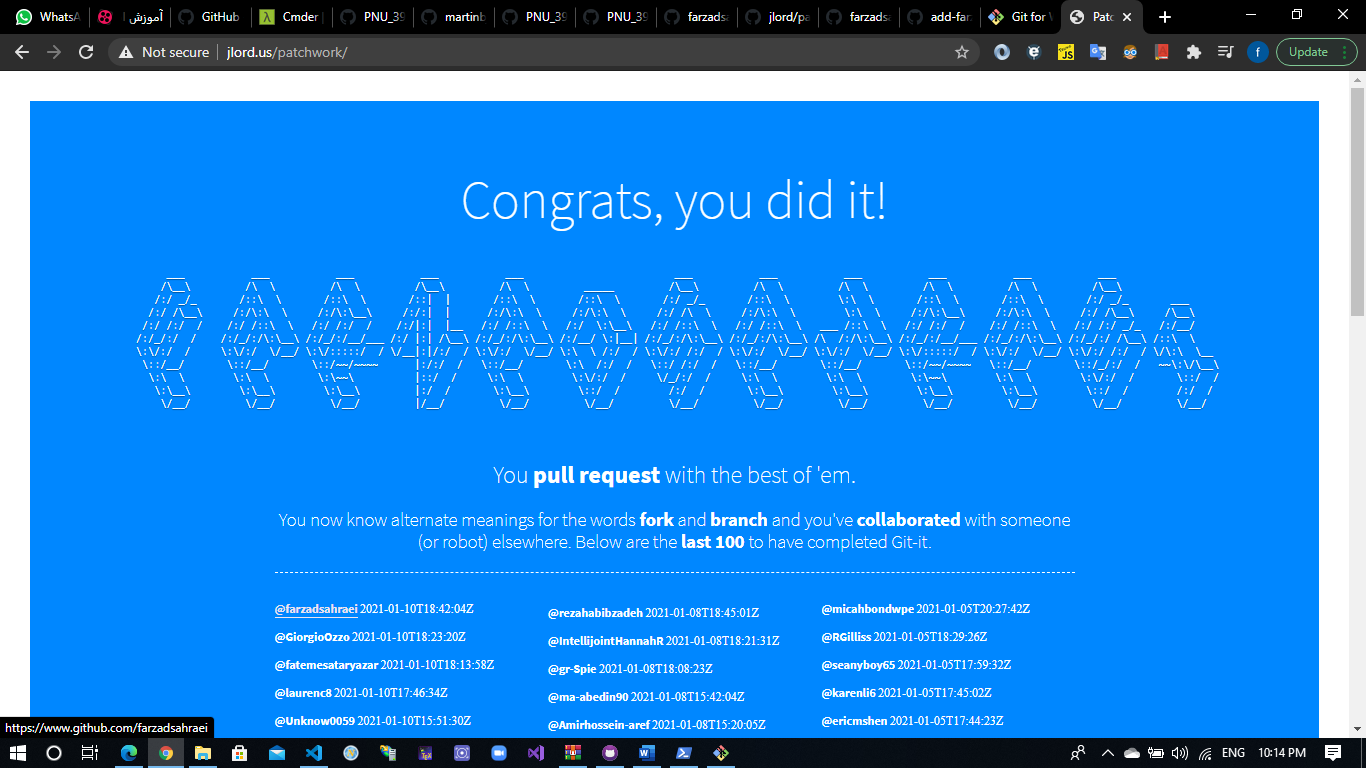 WhatsA
آموزش ا
GitHub
Cmder
PNU_39
martinb
PNU_39
PNU_39
farzadsa
jlord/pa
farzadsa
add-far
Git for W
Patc
Not secure
jlord.us/patchwork/
JS
f
Update
Congrats, you did it!
You pull request with the best of 'em.
You now know alternate meanings for the words fork and branch and you've collaborated with someone
(or robot) elsewhere. Below are the last 100 to have completed Git-it.
@farzadsahraei 2021-01-10T18:42:04Z
@GiorgioOzzo 2021-01-10T18:23:20Z
@fatemesataryazar 2021-01-10T18:13:58Z
@laurenc8 2021-01-10T17:46:34Z
@Unknow0059 2021-01-10T15:51:30Z
@rezahabibzadeh 2021-01-08T18:45:01Z
@IntellijointHannahR 2021-01-08T18:21:31Z
@gr-Spie 2021-01-08T18:08:23Z
@ma-abedin90 2021-01-08T15:42:04Z
@Amirhossein-aref 2021-01-08T15:20:05Z
@micahbondwpe 2021-01-05T20:27:42Z
@RGilliss 2021-01-05T18:29:26Z
@seanyboy65 2021-01-05T17:59:32Z
@karenli6 2021-01-05T17:45:02Z
@ericmshen 2021-01-05T17:44:23Z
https://www.github.com/farzadsahraei
ENG
10:14 PM